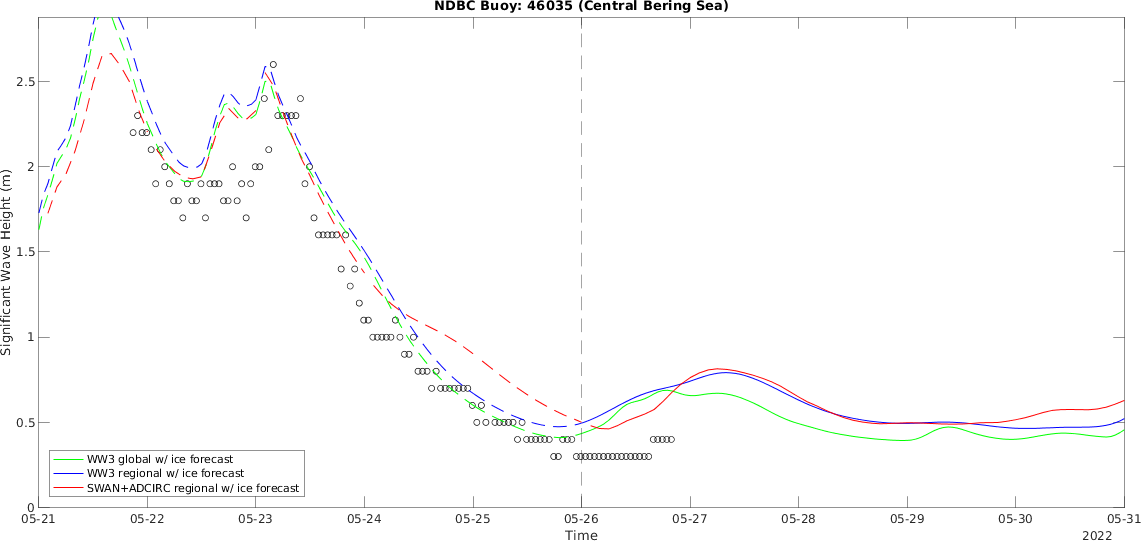 NDBC Buoy: 46035 (Central Bering Sea)
2.5
2
1.5
1
0.5
0
Significant Wave Height (m)
WW3 global w/ ice forecast
WW3 regional w/ ice forecast
SWAN+ADCIRC regional w/ ice forecast
05-21 05-22 05-23 05-24 05-25 05-26 05-27 05-28 05-29 05-30 05-31
Time
2022